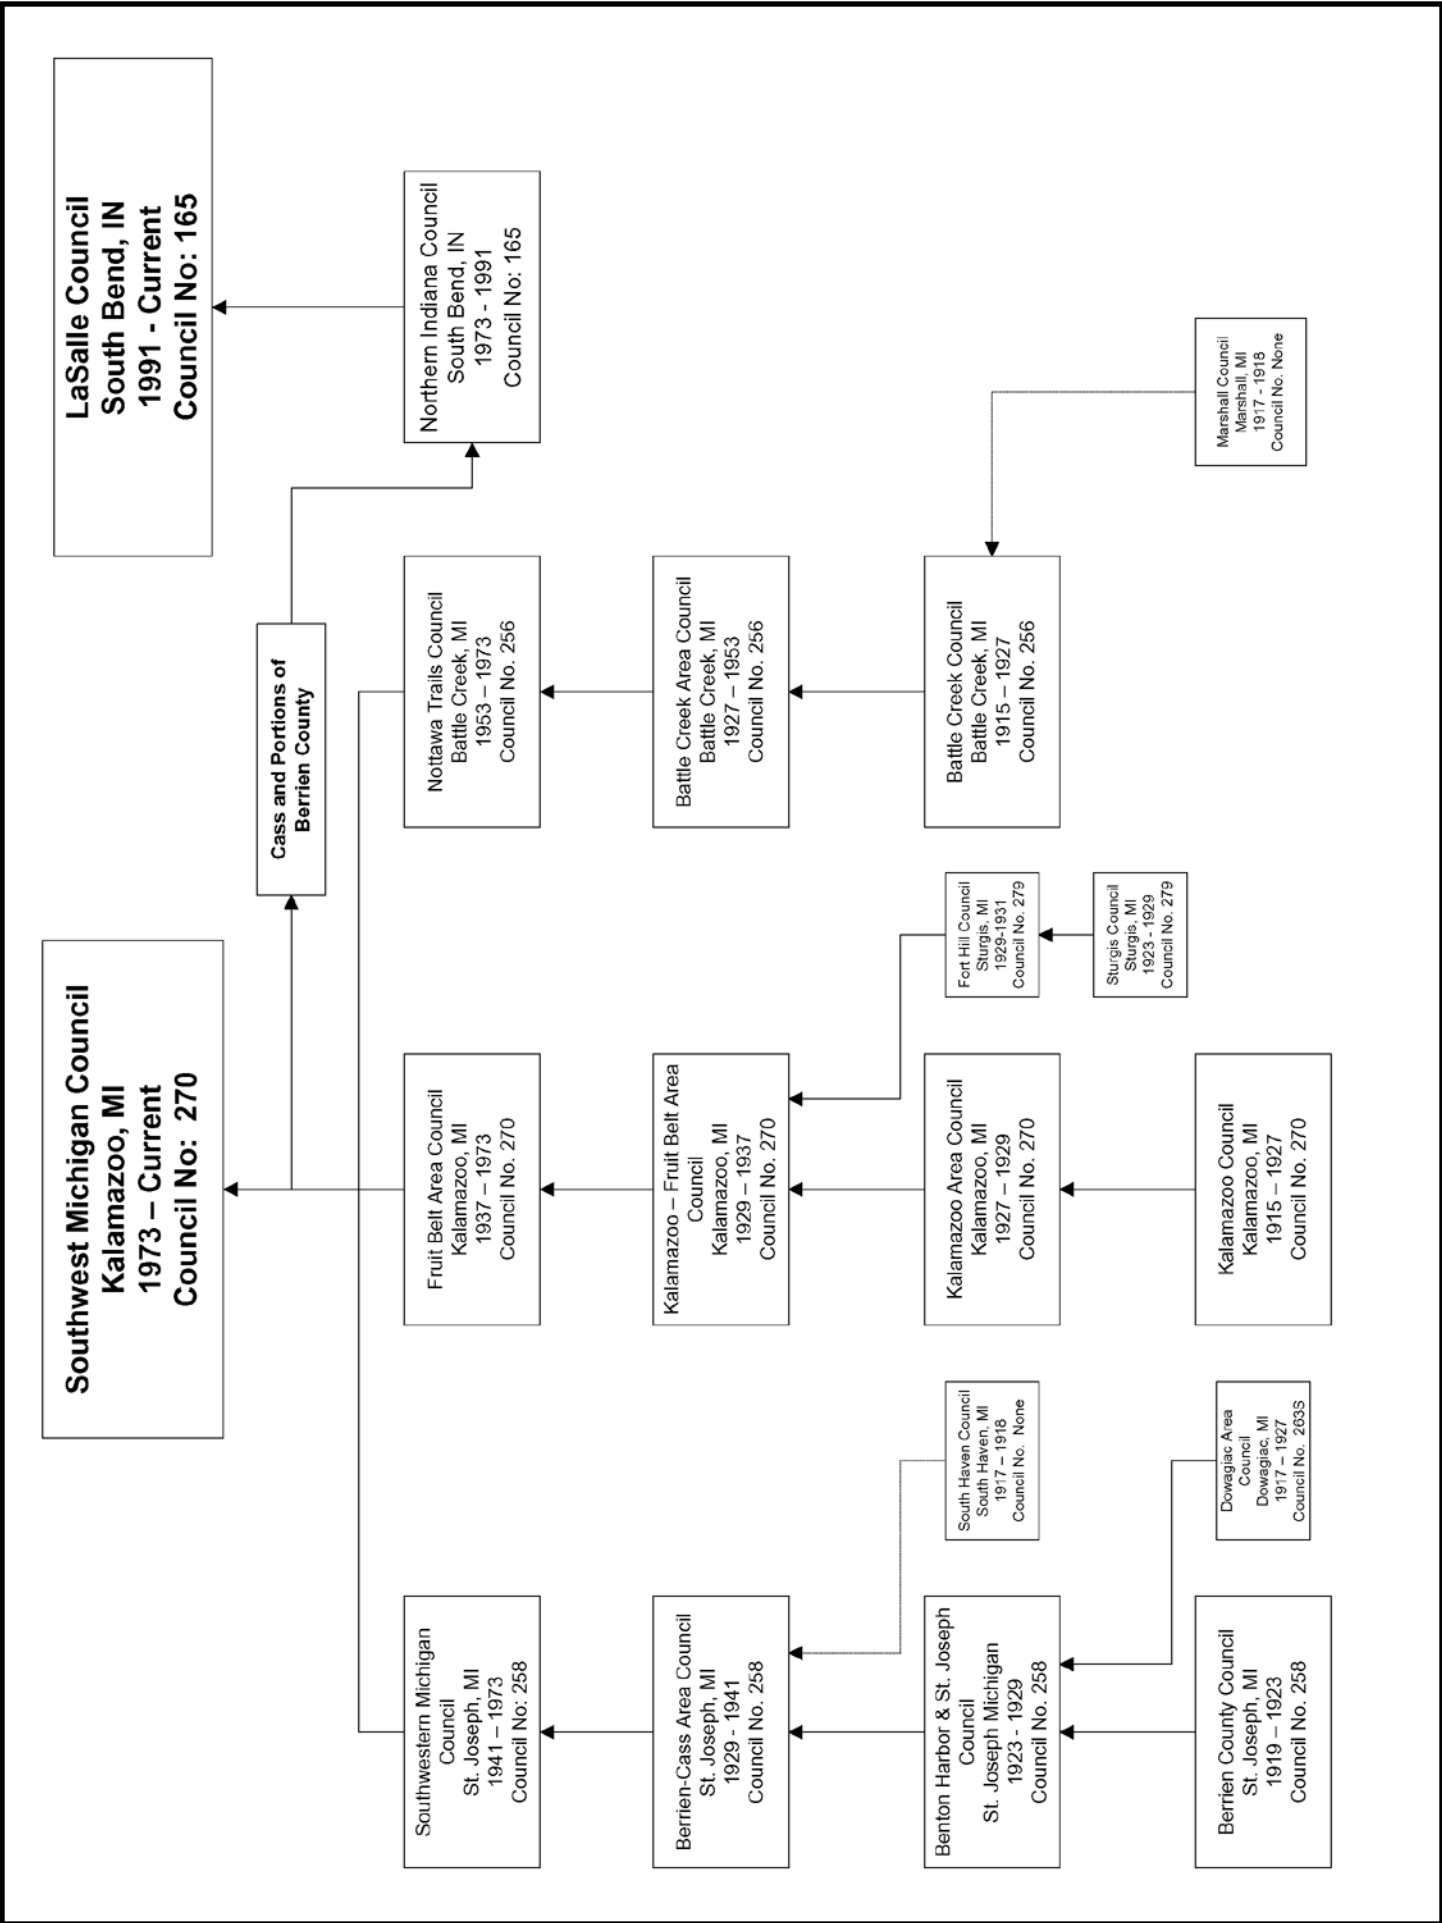 Southwest Michigan Council
Kalamazoo, MI
1973 – Current
Council No: 270
LaSalle Council
South Bend, IN
1991 - Current
Council No: 165
Cass and Portions of
Berrien County
Southwestern Michigan
Council
St. Joseph, MI
1941 – 1973
Council No: 258
Fruit Belt Area Council
Kalamazoo, MI
1937 – 1973
Council No. 270
Nottawa Trails Council
Battle Creek, MI
1953 – 1973
Council No. 256
Northern Indiana Council
South Bend, IN
1973 - 1991
Council No: 165
Berrien-Cass Area Council
St. Joseph, MI
1929 - 1941
Council No. 258
Kalamazoo – Fruit Belt Area
Council
Kalamazoo, MI
1929 – 1937
Council No. 270
Battle Creek Area Council
Battle Creek, MI
1927 – 1953
Council No. 256
Benton Harbor & St. Joseph
Council
St. Joseph Michigan
1923 - 1929
Council No. 258
South Haven Council
South Haven, MI
1917 – 1918
Council No. None
Kalamazoo Area Council
Kalamazoo, MI
1927 – 1929
Council No. 270
Fort Hill Council
Sturgis, MI
1929-1931
Council No. 279
Battle Creek Council
Battle Creek, MI
1915 – 1927
Council No. 256
Sturgis Council
Sturgis, MI
1923 - 1929
Council No. 279
Berrien County Council
St. Joseph, MI
1919 – 1923
Council No. 258
Dowagiac Area
Council
Dowagiac, MI
1917 – 1927
Council No. 263S
Kalamazoo Council
Kalamazoo, MI
1915 – 1927
Council No. 270
Marshall Council
Marshall, MI
1917 - 1918
Council No. None